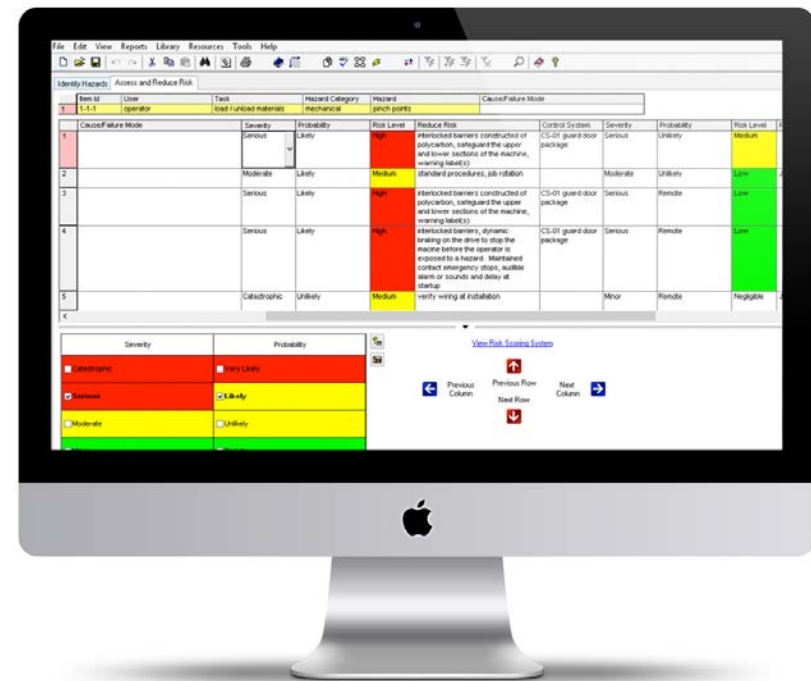 File Edit View Reports Library Resources Tools Help
Identify Hazards Assess and Reduce Risk
Item Id User Task Hazard Category Hazard Cause/Failure Mode
1 1-1-1 operator load / unload materials mechanical pinch points
Cause/Failure Mode Severity Probability Risk Level Reduce Risk Control System Severity Probability Risk Level
1 Serious Likely High interlocked barriers constructed of CS-01 guard door Serious Unlikely Medium
polycarbon, safeguard the upper package
and lower sections of the machine,
warning label(s)
2 Moderate Likely Medium standard procedures, job rotation Moderate Unlikely Low
3 Serious Likely High interlocked barriers constructed of CS-01 guard door Serious Remote Low
polycarbon, safeguard the upper package
and lower sections of the machine,
warning label(s)
4 Serious Likely High interlocked barriers, dynamic CS-01 guard door Serious Remote Low
braking on the drive to stop the package
macine before the operator is
exposed to a hazard. Maintained
contact emergency stops, audible
alarm or sounds and delay at
startup
5 Catastrophic Unlikely Medium verify wiring at installation Minor Remote Negligible
Severity Probability
View Risk Scoring System
Catastrophic Very Likely
Previous Column Previous Row Next Column
Serious Likely
Next Row
Moderate Unlikely